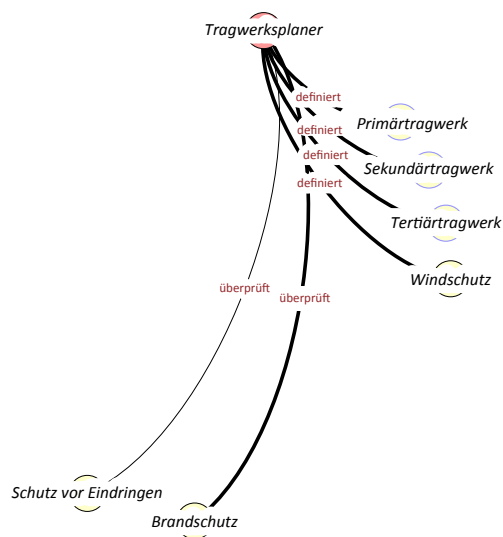 Tragwerksplaner
definiert
Primärtragwerk
definiert
definiert
Sekundärtragwerk
definiert
Tertiärtragwerk
Windschutz
überprüft
überprüft
Schutz vor Eindringen
Brandschutz